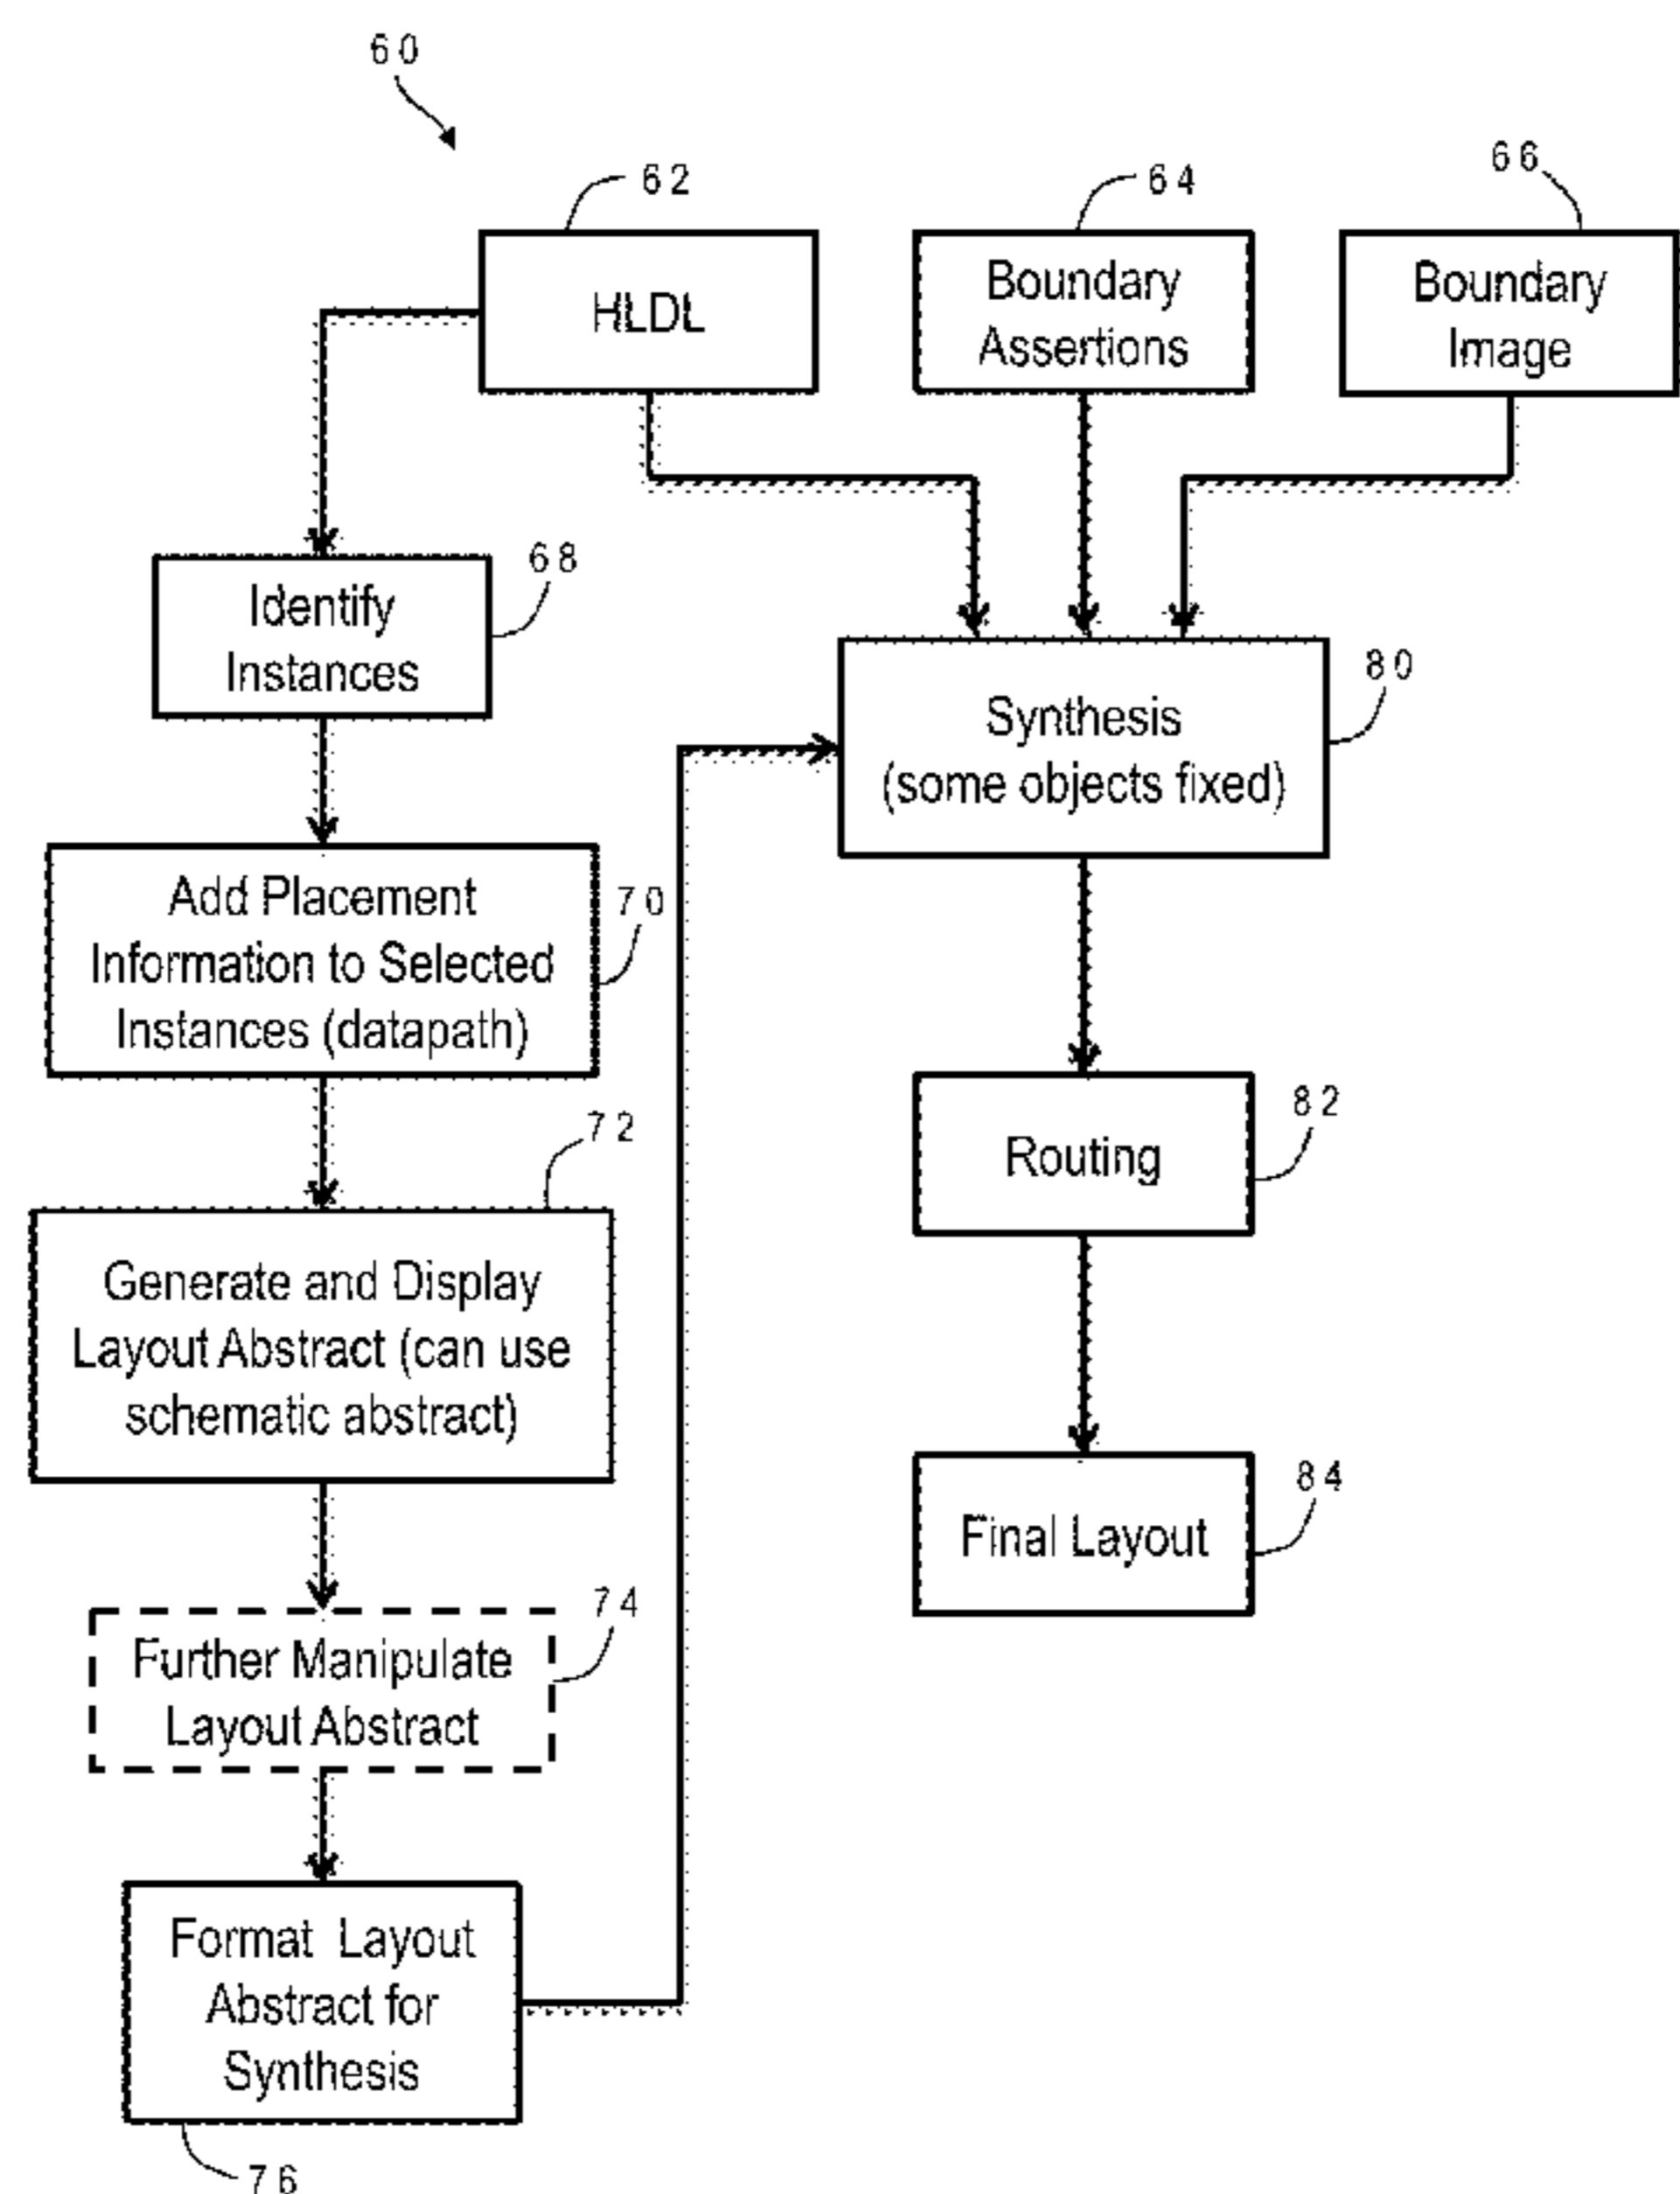 60
62
64
66
HLDL
Boundary
Assertions
Boundary
Image
68
Identify
Instances
80
Synthesis
(some objects fixed)
70
Add Placement
Information to Selected
Instances (datapath)
72
82
Routing
Generate and Display
Layout Abstract (can use
schematic abstract)
84
Final Layout
74
Further Manipulate
Layout Abstract
Format Layout
Abstract for
Synthesis
76